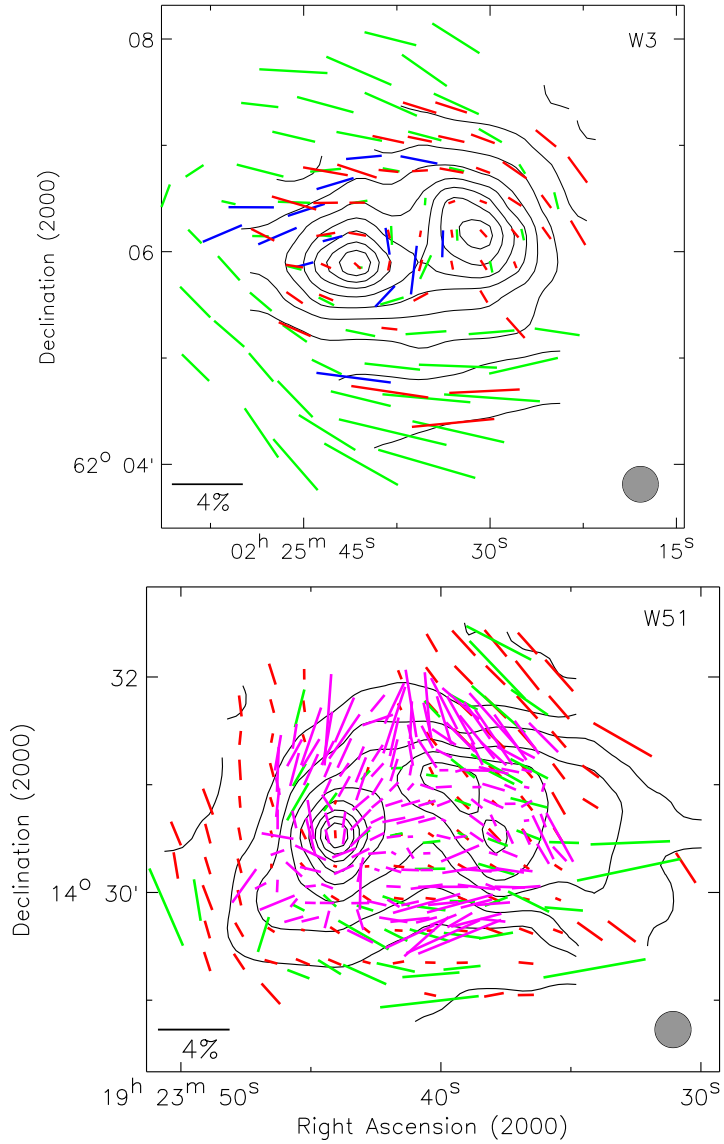 W3
08
06
62° 04'
Declination (2000)
4%
02ʰ 25ᵐ 45ˢ
30ˢ
15ˢ
W51
32
14° 30'
Declination (2000)
4%
19ʰ 23ᵐ 50ˢ
40ˢ
30ˢ
Right Ascension (2000)